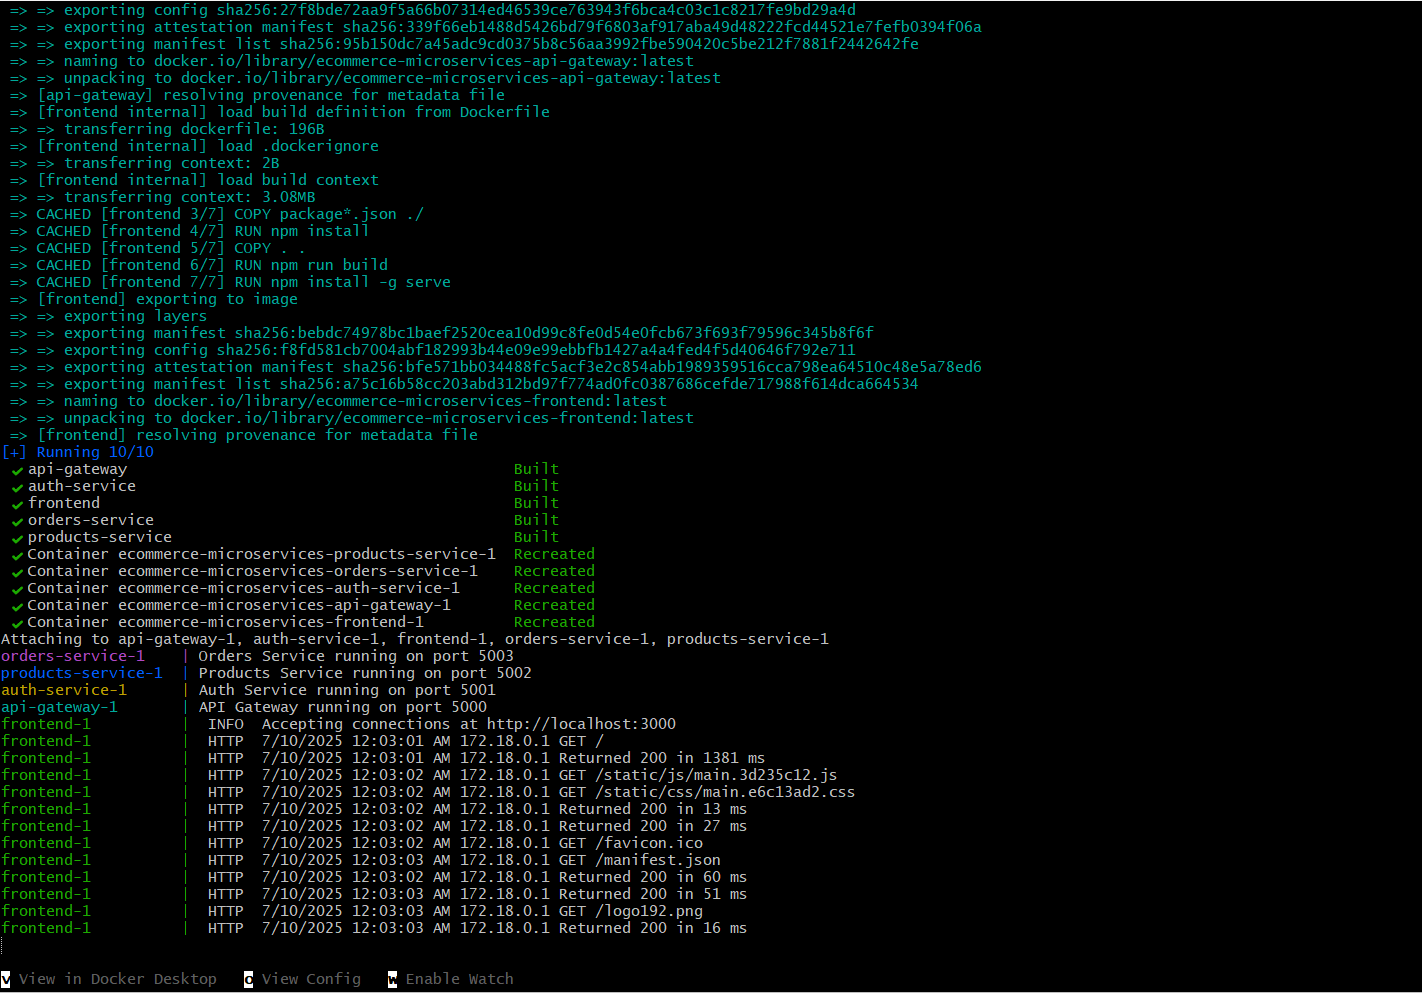 => => exporting config sha256:27f8bde72aa9f5a66b07314ed46539ce763943f6bca4c03c1c8217fe9bd29a4d
=> => exporting attestation manifest sha256:339f66eb1488d5426bd79f6803af917aba49d48222fcd44521e7fefb0394f06a
=> => exporting manifest list sha256:95b150dc7a45adc9cd0375b8c56aa3992fbe590420c5be212f7881f2442642fe
=> => naming to docker.io/library/ecommerce-microservices-api-gateway:latest
=> => unpacking to docker.io/library/ecommerce-microservices-api-gateway:latest
=> [api-gateway] resolving provenance for metadata file
=> [frontend internal] load build definition from Dockerfile
=> => transferring dockerfile: 196B
=> [frontend internal] load .dockerignore
=> => transferring context: 2B
=> [frontend internal] load build context
=> => transferring context: 3.08MB
=> CACHED [frontend 3/7] COPY package*.json ./
=> CACHED [frontend 4/7] RUN npm install
=> CACHED [frontend 5/7] COPY . .
=> CACHED [frontend 6/7] RUN npm run build
=> CACHED [frontend 7/7] RUN npm install -g serve
=> [frontend] exporting to image
=> => exporting layers
=> => exporting manifest sha256:bebdc74978bc1baef2520cea10d99c8fe0d54e0fcb673f693f79596c345b8f6f
=> => exporting config sha256:f8fd581cb7004abf182993b44e09e99ebbfb1427a4a4fed4f5d40646f792e711
=> => exporting attestation manifest sha256:bfe571bb034488fc5acf3e2c854abb1989359516cca798ea64510c48e5a78ed6
=> => exporting manifest list sha256:a75c16b58cc203abd312bd97f774ad0fc0387686cefde717988f614dca664534
=> => naming to docker.io/library/ecommerce-microservices-frontend:latest
=> => unpacking to docker.io/library/ecommerce-microservices-frontend:latest
=> [frontend] resolving provenance for metadata file
[+] Running 10/10
✔ api-gateway Built
✔ auth-service Built
✔ frontend Built
✔ orders-service Built
✔ products-service Built
✔ Container ecommerce-microservices-products-service-1 Recreated
✔ Container ecommerce-microservices-orders-service-1 Recreated
✔ Container ecommerce-microservices-auth-service-1 Recreated
✔ Container ecommerce-microservices-api-gateway-1 Recreated
✔ Container ecommerce-microservices-frontend-1 Recreated
Attaching to api-gateway-1, auth-service-1, frontend-1, orders-service-1, products-service-1
orders-service-1 | Orders Service running on port 5003
products-service-1 | Products Service running on port 5002
auth-service-1 | Auth Service running on port 5001
api-gateway-1 | API Gateway running on port 5000
frontend-1 | INFO Accepting connections at http://localhost:3000
frontend-1 | HTTP 7/10/2025 12:03:01 AM 172.18.0.1 GET /
frontend-1 | HTTP 7/10/2025 12:03:01 AM 172.18.0.1 Returned 200 in 1381 ms
frontend-1 | HTTP 7/10/2025 12:03:02 AM 172.18.0.1 GET /static/js/main.3d235c12.js
frontend-1 | HTTP 7/10/2025 12:03:02 AM 172.18.0.1 GET /static/css/main.e6c13ad2.css
frontend-1 | HTTP 7/10/2025 12:03:02 AM 172.18.0.1 Returned 200 in 13 ms
frontend-1 | HTTP 7/10/2025 12:03:02 AM 172.18.0.1 Returned 200 in 27 ms
frontend-1 | HTTP 7/10/2025 12:03:02 AM 172.18.0.1 GET /favicon.ico
frontend-1 | HTTP 7/10/2025 12:03:03 AM 172.18.0.1 GET /manifest.json
frontend-1 | HTTP 7/10/2025 12:03:02 AM 172.18.0.1 Returned 200 in 60 ms
frontend-1 | HTTP 7/10/2025 12:03:03 AM 172.18.0.1 Returned 200 in 51 ms
frontend-1 | HTTP 7/10/2025 12:03:03 AM 172.18.0.1 GET /logo192.png
frontend-1 | HTTP 7/10/2025 12:03:03 AM 172.18.0.1 Returned 200 in 16 ms
v View in Docker Desktop o View Config w Enable Watch